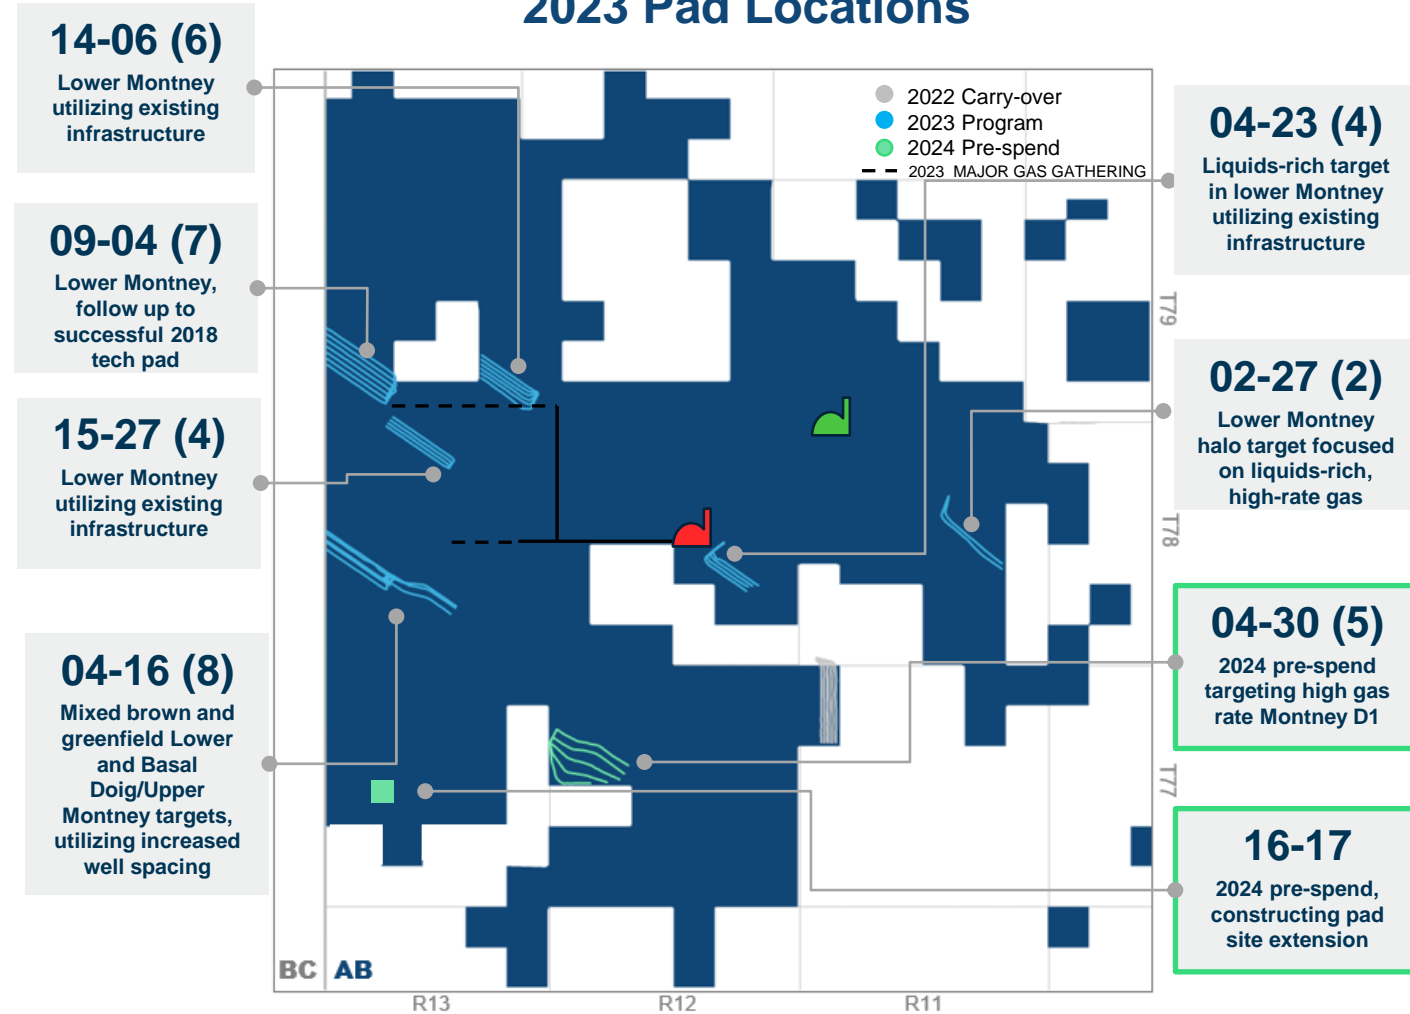 2023 Pad Locations
14-06 (6)
Lower Montney
utilizing existing
infrastructure
09-04 (7)
Lower Montney,
follow up to
successful 2018
tech pad
15-27 (4)
Lower Montney
utilizing existing
infrastructure
04-16 (8)
Mixed brown and
greenfield Lower
and Basal
Doig/Upper
Montney targets,
utilizing increased
well spacing
2022 Carry-over
2023 Program
2024 Pre-spend
2023 MAJOR GAS GATHERING
T79
T78
T77
BC AB
R13
R12
R11
04-23 (4)
Liquids-rich target
in lower Montney
utilizing existing
infrastructure
02-27 (2)
Lower Montney
halo target focused
on liquids-rich,
high-rate gas
04-30 (5)
2024 pre-spend
targeting high gas
rate Montney D1
16-17
2024 pre-spend,
constructing pad
site extension